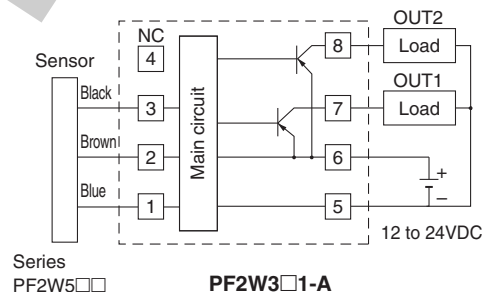 OUT2
NC
8
Load
4
Sensor
OUT1
Black
3
Main circuit
7
Load
Brown
2
6
+
Blue
1
5
−
12 to 24VDC
Series
PF2W5□□
PF2W3□1-A